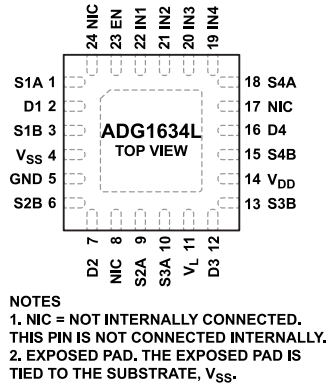 24 NIC
23 EN
22 IN1
21 IN2
20 IN3
19 IN4
S1A 1
D1 2
S1B 3
VSS 4
GND 5
S2B 6
ADG1634L
TOP VIEW
18 S4A
17 NIC
16 D4
15 S4B
14 VDD
13 S3B
D2 7
NIC 8
S2A 9
S3A 10
VL 11
D3 12
NOTES
1. NIC = NOT INTERNALLY CONNECTED.
THIS PIN IS NOT CONNECTED INTERNALLY.
2. EXPOSED PAD. THE EXPOSED PAD IS
TIED TO THE SUBSTRATE, VSS.